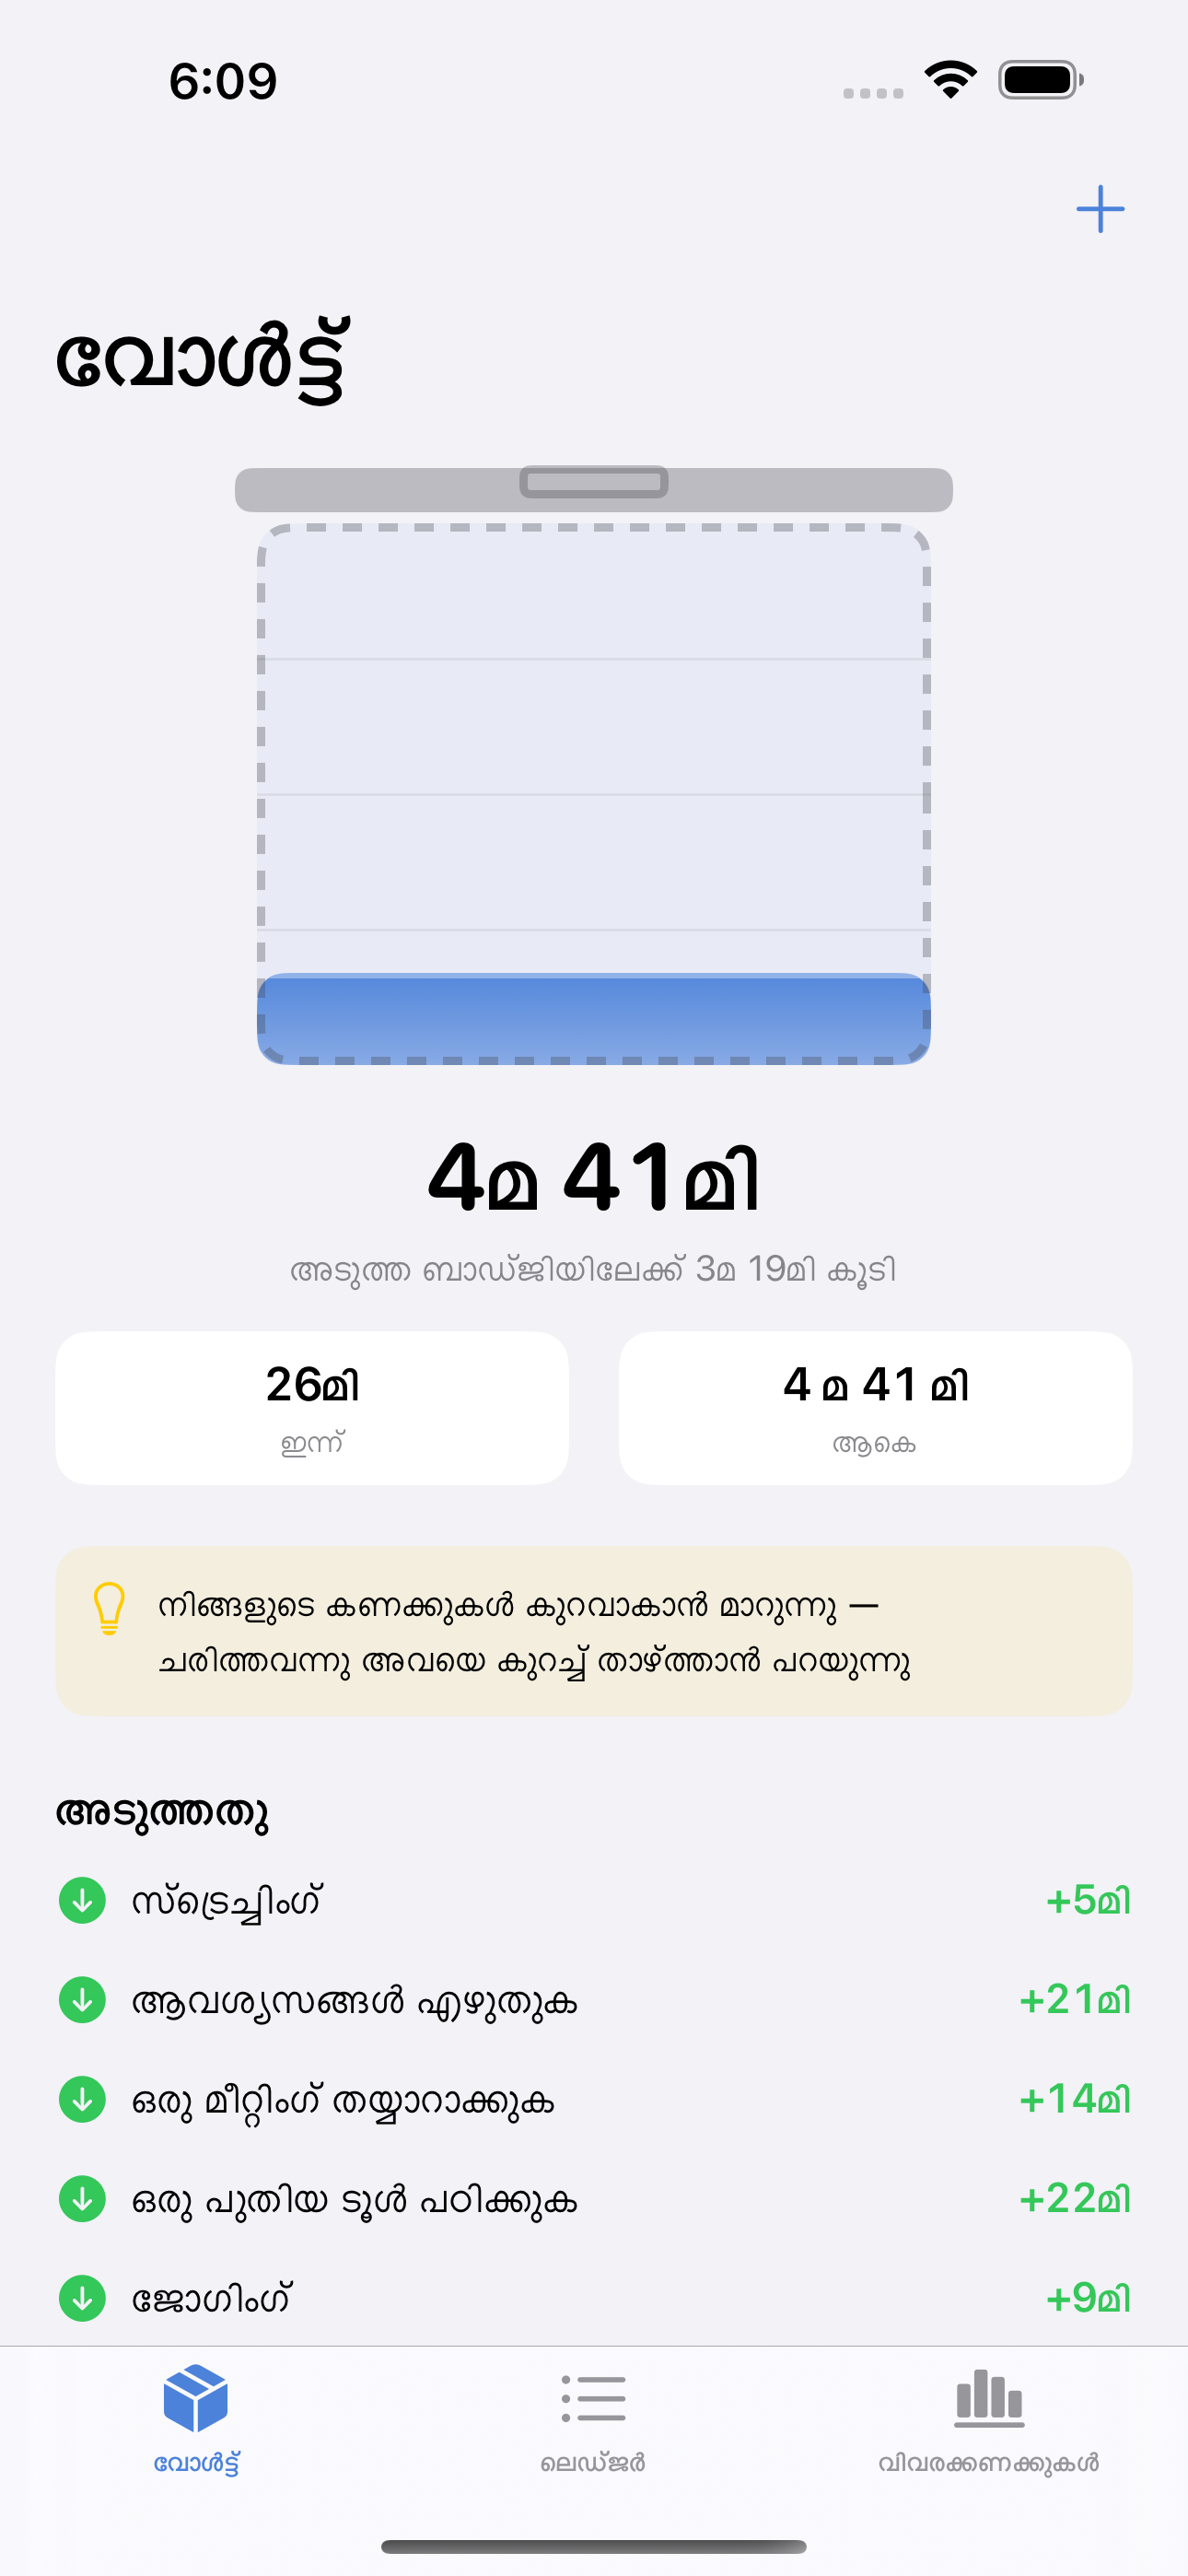 6:09
വോൾട്ട്
4മ 41മി
അടുത്ത ബാഡ്ജിയിലേക്ക് 3മ 19മി കൂടി
26മി
ഇന്ന്
4 മ 41 മി
ആകെ
നിങ്ങളുടെ കണക്കുകൾ കുറവാകാൻ മാറുന്നു —
ചരിത്തവന്നു അവയെ കുറച്ച് താഴ്ത്താൻ പറയുന്നു
അടുത്തതു
സ്ട്രെച്ചിംഗ്
+5മി
ആവശ്യസങ്ങൾ എഴുതുക
+21മി
ഒരു മീറ്റിംഗ് തയ്യാറാക്കുക
+14മി
ഒരു പുതിയ ടൂൾ പഠിക്കുക
+22മി
ജോഗിംഗ്
+9മി
വോൾട്ട്
ലെഡ്ജർ
വിവരക്കണക്കുകൾ